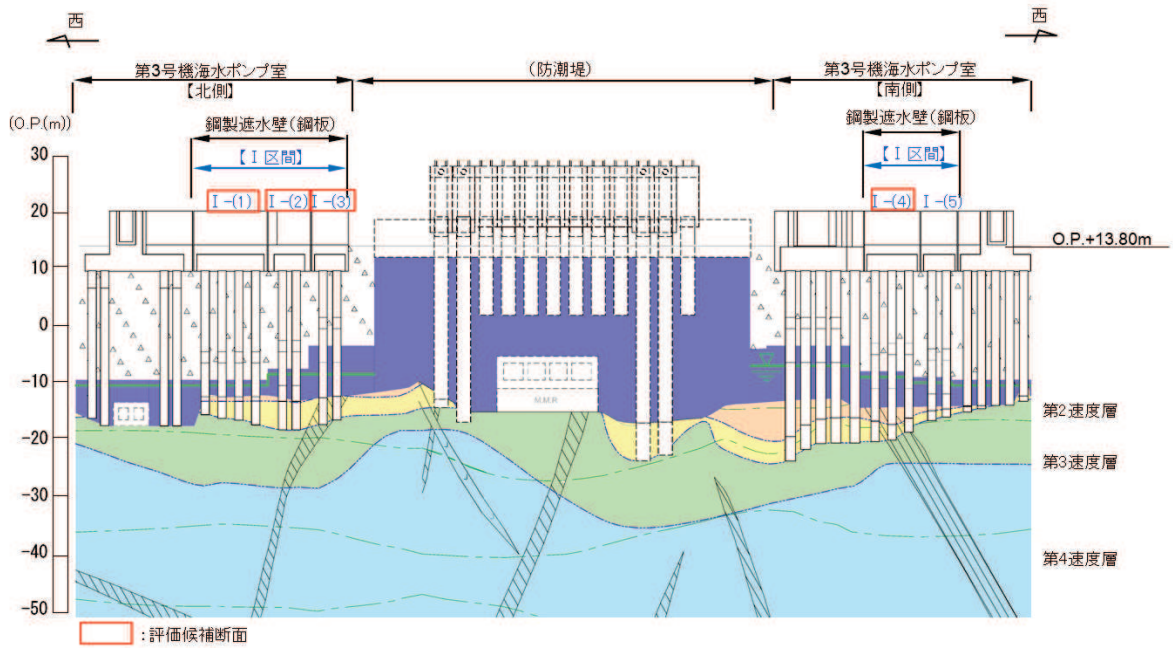 西
西
第3号機海水ポンプ室
【北側】
(防潮堤)
第3号機海水ポンプ室
【南側】
(O.P.(m))
鋼製遮水壁(鋼板)
【Ⅰ区間】
鋼製遮水壁(鋼板)
【Ⅰ区間】
Ⅰ-(1)
Ⅰ-(2)
Ⅰ-(3)
Ⅰ-(4)
Ⅰ-(5)
30
20
10
0
-10
-20
-30
-40
-50
O.P.+13.80m
M.M.R
第2速度層
第3速度層
第4速度層
:評価候補断面